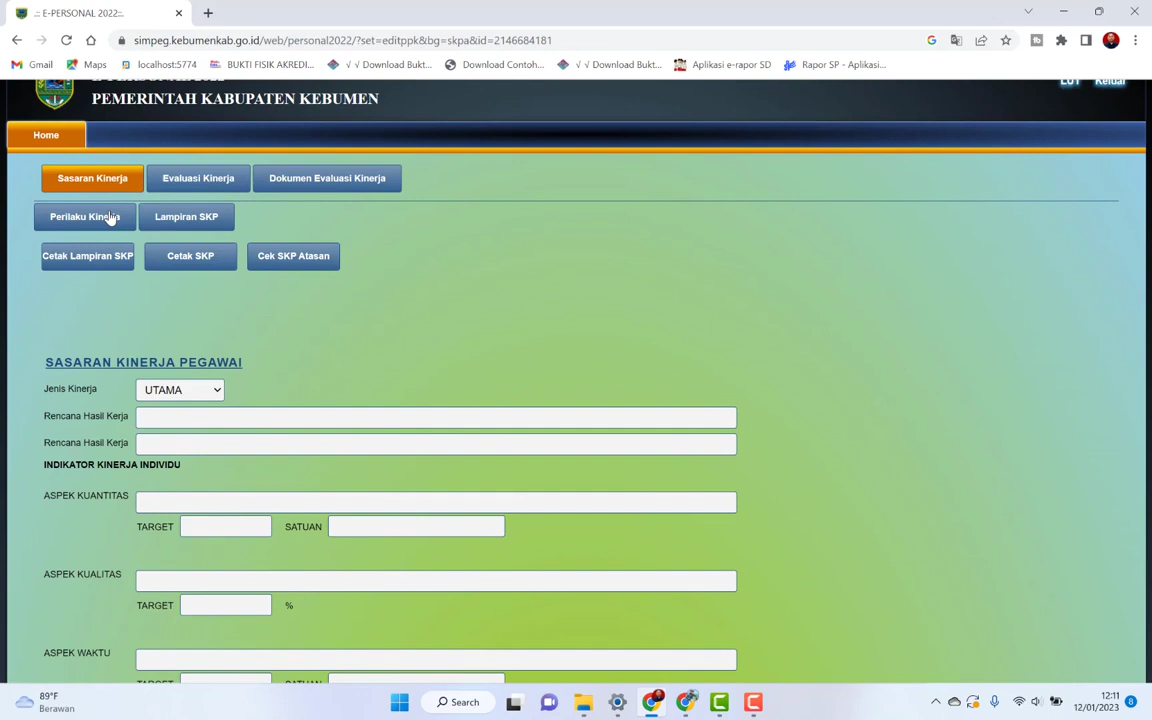 .:: E-PERSONAL 2022::.
simpeg.kebumenkab.go.id/web/personal2022/?set=editppk&bg=skpa&id=2146684181
Gmail
Maps
localhost:5774
BUKTI FISIK AKREDI...
√ √ Download Bukt...
Download Contoh...
√ √ Download Bukt...
Aplikasi e-rapor SD
Rapor SP - Aplikasi...
PEMERINTAH KABUPATEN KEBUMEN
Keluar
Home
Sasaran Kinerja
Evaluasi Kinerja
Dokumen Evaluasi Kinerja
Perilaku Kinerja
Lampiran SKP
Cetak Lampiran SKP
Cetak SKP
Cek SKP Atasan
SASARAN KINERJA PEGAWAI
Jenis Kinerja UTAMA
Rencana Hasil Kerja
Rencana Hasil Kerja
INDIKATOR KINERJA INDIVIDU
ASPEK KUANTITAS
TARGET SATUAN
ASPEK KUALITAS
TARGET %
ASPEK WAKTU
TARGET SATUAN
89°F
Berawan
Search
12:11
12/01/2023
8